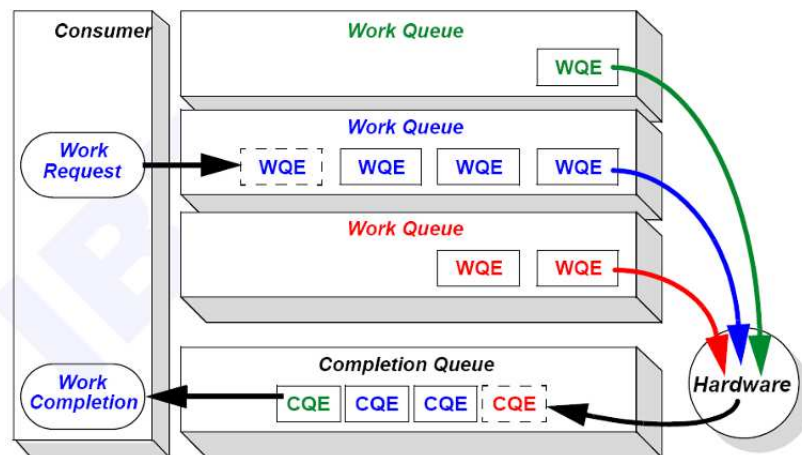 Consumer
Work Queue
WQE
Work Queue
Work
Request
WQE WQE WQE WQE
Work Queue
WQE WQE
Completion Queue
Work
Completion
CQE CQE CQE CQE
Hardware